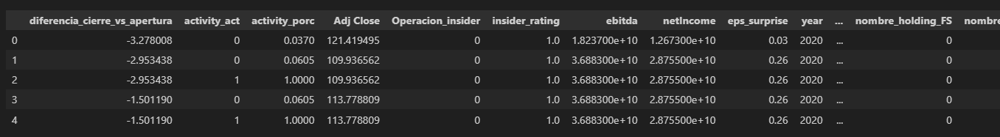 diferencia_cierre_vs_apertura activity_act activity_porc Adj Close Operacion_insider insider_rating ebitda netIncome eps_surprise year ... nombre_holding_FS nombre
0 -3.278008 0 0.0370 121.419495 0 1.0 1.823700e+10 1.267300e+10 0.03 2020 ... 0
1 -2.953438 0 0.0605 109.936562 0 1.0 3.688300e+10 2.875500e+10 0.26 2020 ... 0
2 -2.953438 1 1.0000 109.936562 0 1.0 3.688300e+10 2.875500e+10 0.26 2020 ... 0
3 -1.501190 0 0.0605 113.778809 0 1.0 3.688300e+10 2.875500e+10 0.26 2020 ... 0
4 -1.501190 1 1.0000 113.778809 0 1.0 3.688300e+10 2.875500e+10 0.26 2020 ... 0